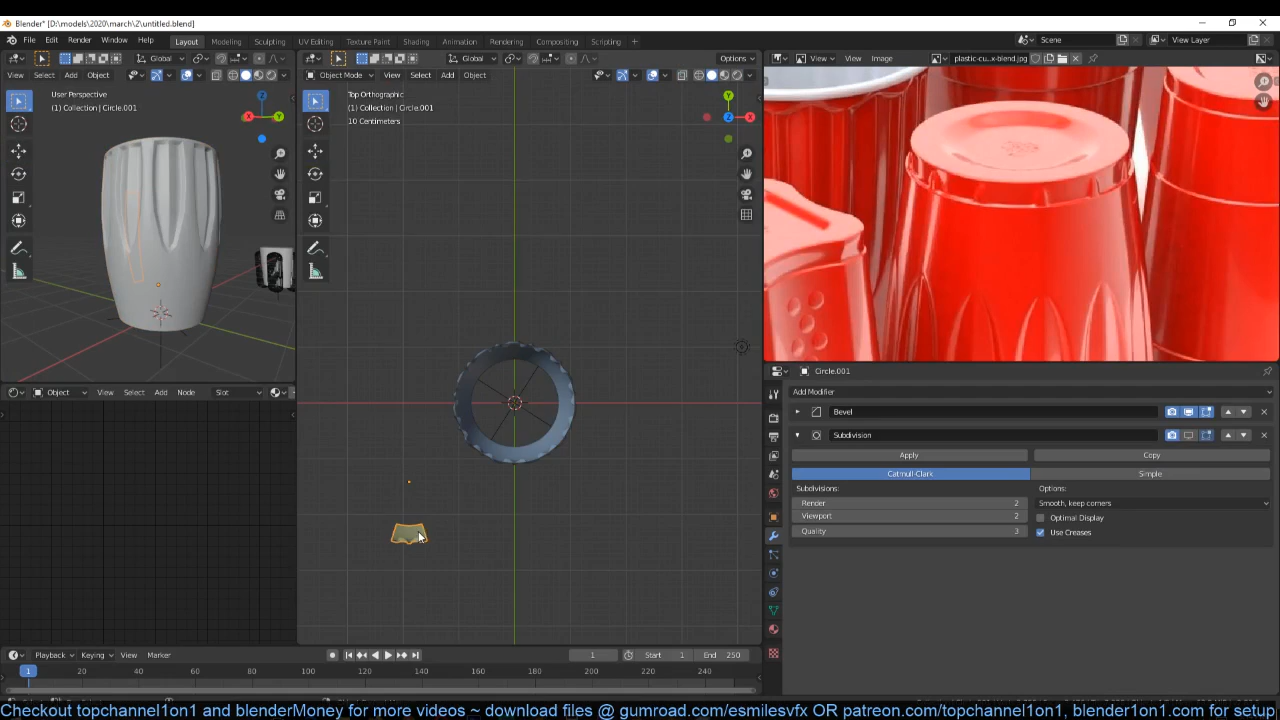 Blender* [D:\models\2020\march\2\untitled.blend]
File Edit Render Window Help Layout Modeling Sculpting UV Editing Texture Paint Shading Animation Rendering Compositing Scripting + Scene View Layer
Global Global Options View Image plastic-cu...x-blend.jpg
View Select Add Object Object Mode View Select Add Object
User Perspective
(1) Collection | Circle.001
Top Orthographic
(1) Collection | Circle.001
10 Centimeters
Circle.001
Add Modifier
Object View Select Add Node Slot
Bevel
Subdivision
Apply Copy
Catmull-Clark Simple
Subdivisions: Options:
Render 2 Smooth, keep corners
Viewport 2 Optimal Display
Quality 3 Use Creases
Playback Keying View Marker 1 Start 1 End 250
1 20 40 60 80 100 120 140 160 180 200 220 240
Checkout topchannel1on1 and blenderMoney for more videos ~ download files @ gumroad.com/esmilesvfx OR patreon.com/topchannel1on1, blender1on1.com for setup